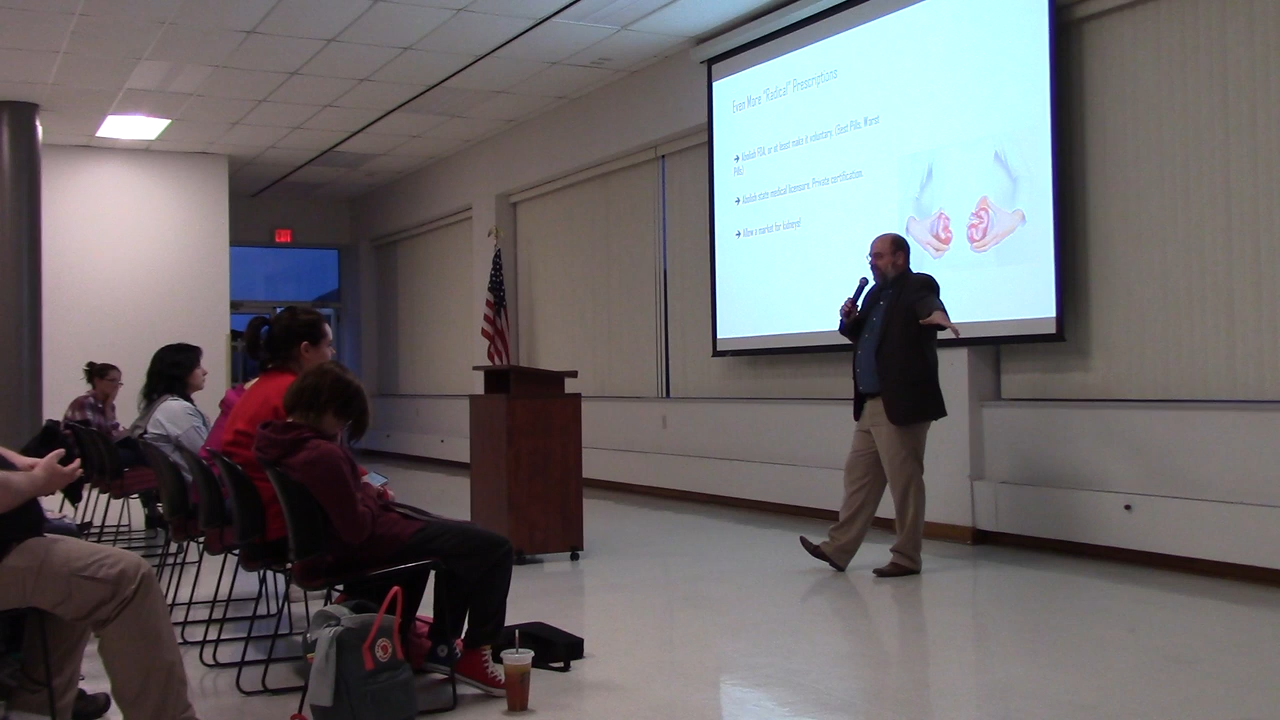 Even More "Radical" Prescriptions
➔ Abolish FDA, or at least make it voluntary. (Best Pills, Worst
Pills)
➔ Abolish state medical licensure. Private certification.
➔ Allow a market for kidneys!
EXIT